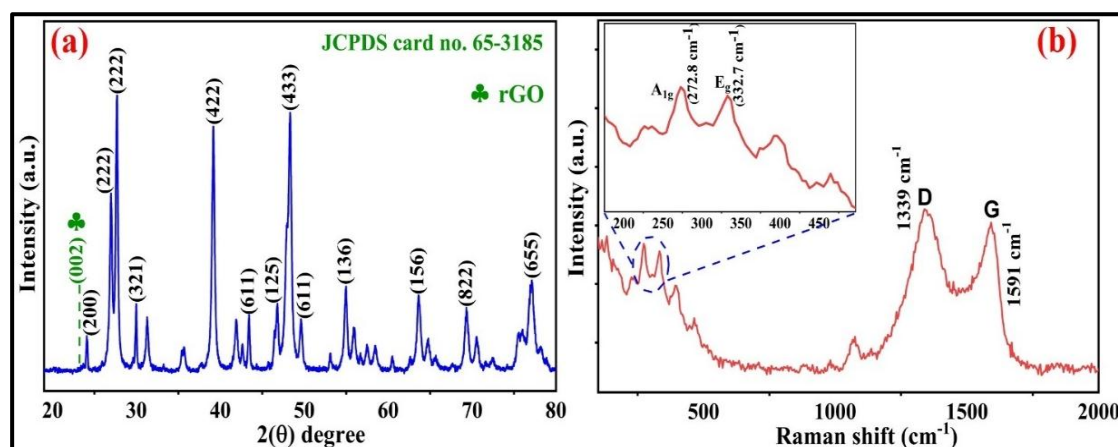 (a)
JCPDS card no. 65-3185
♣ rGO
Intensity (a.u.)
♣
(002)
(200)
(222)
(222)
(321)
(422)
(611)
(125)
(433)
(611)
(136)
(156)
(822)
(655)
20 30 40 50 60 70 80
2(θ) degree
(b)
Intensity (a.u.)
A1g
(272.8 cm-1)
Eg
(332.7 cm-1)
200 250 300 350 400 450
1339 cm-1
D
G
1591 cm-1
500 1000 1500 2000
Raman shift (cm-1)